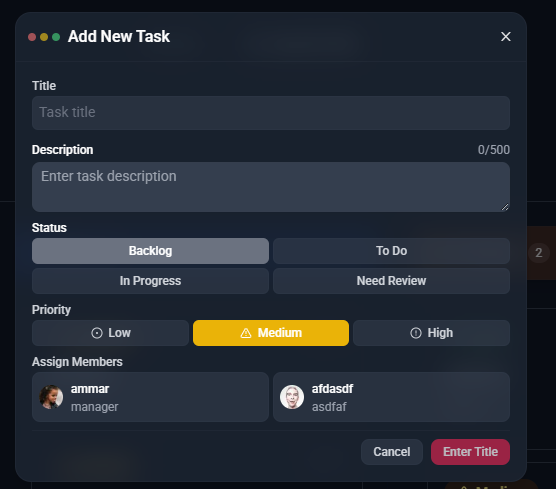 Add New Task
Title
Task title
Description 0/500
Enter task description
Status
Backlog To Do
In Progress Need Review
Priority
Low Medium High
Assign Members
ammar afdasdf
manager asdfaf
Cancel Enter Title
2